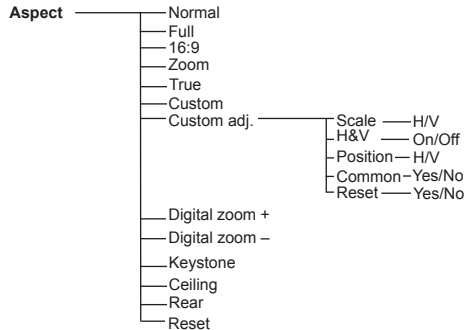 Aspect Normal
Full
16:9
Zoom
True
Custom
Custom adj. Scale H/V
H&V On/Off
Position H/V
Common Yes/No
Reset Yes/No
Digital zoom +
Digital zoom –
Keystone
Ceiling
Rear
Reset